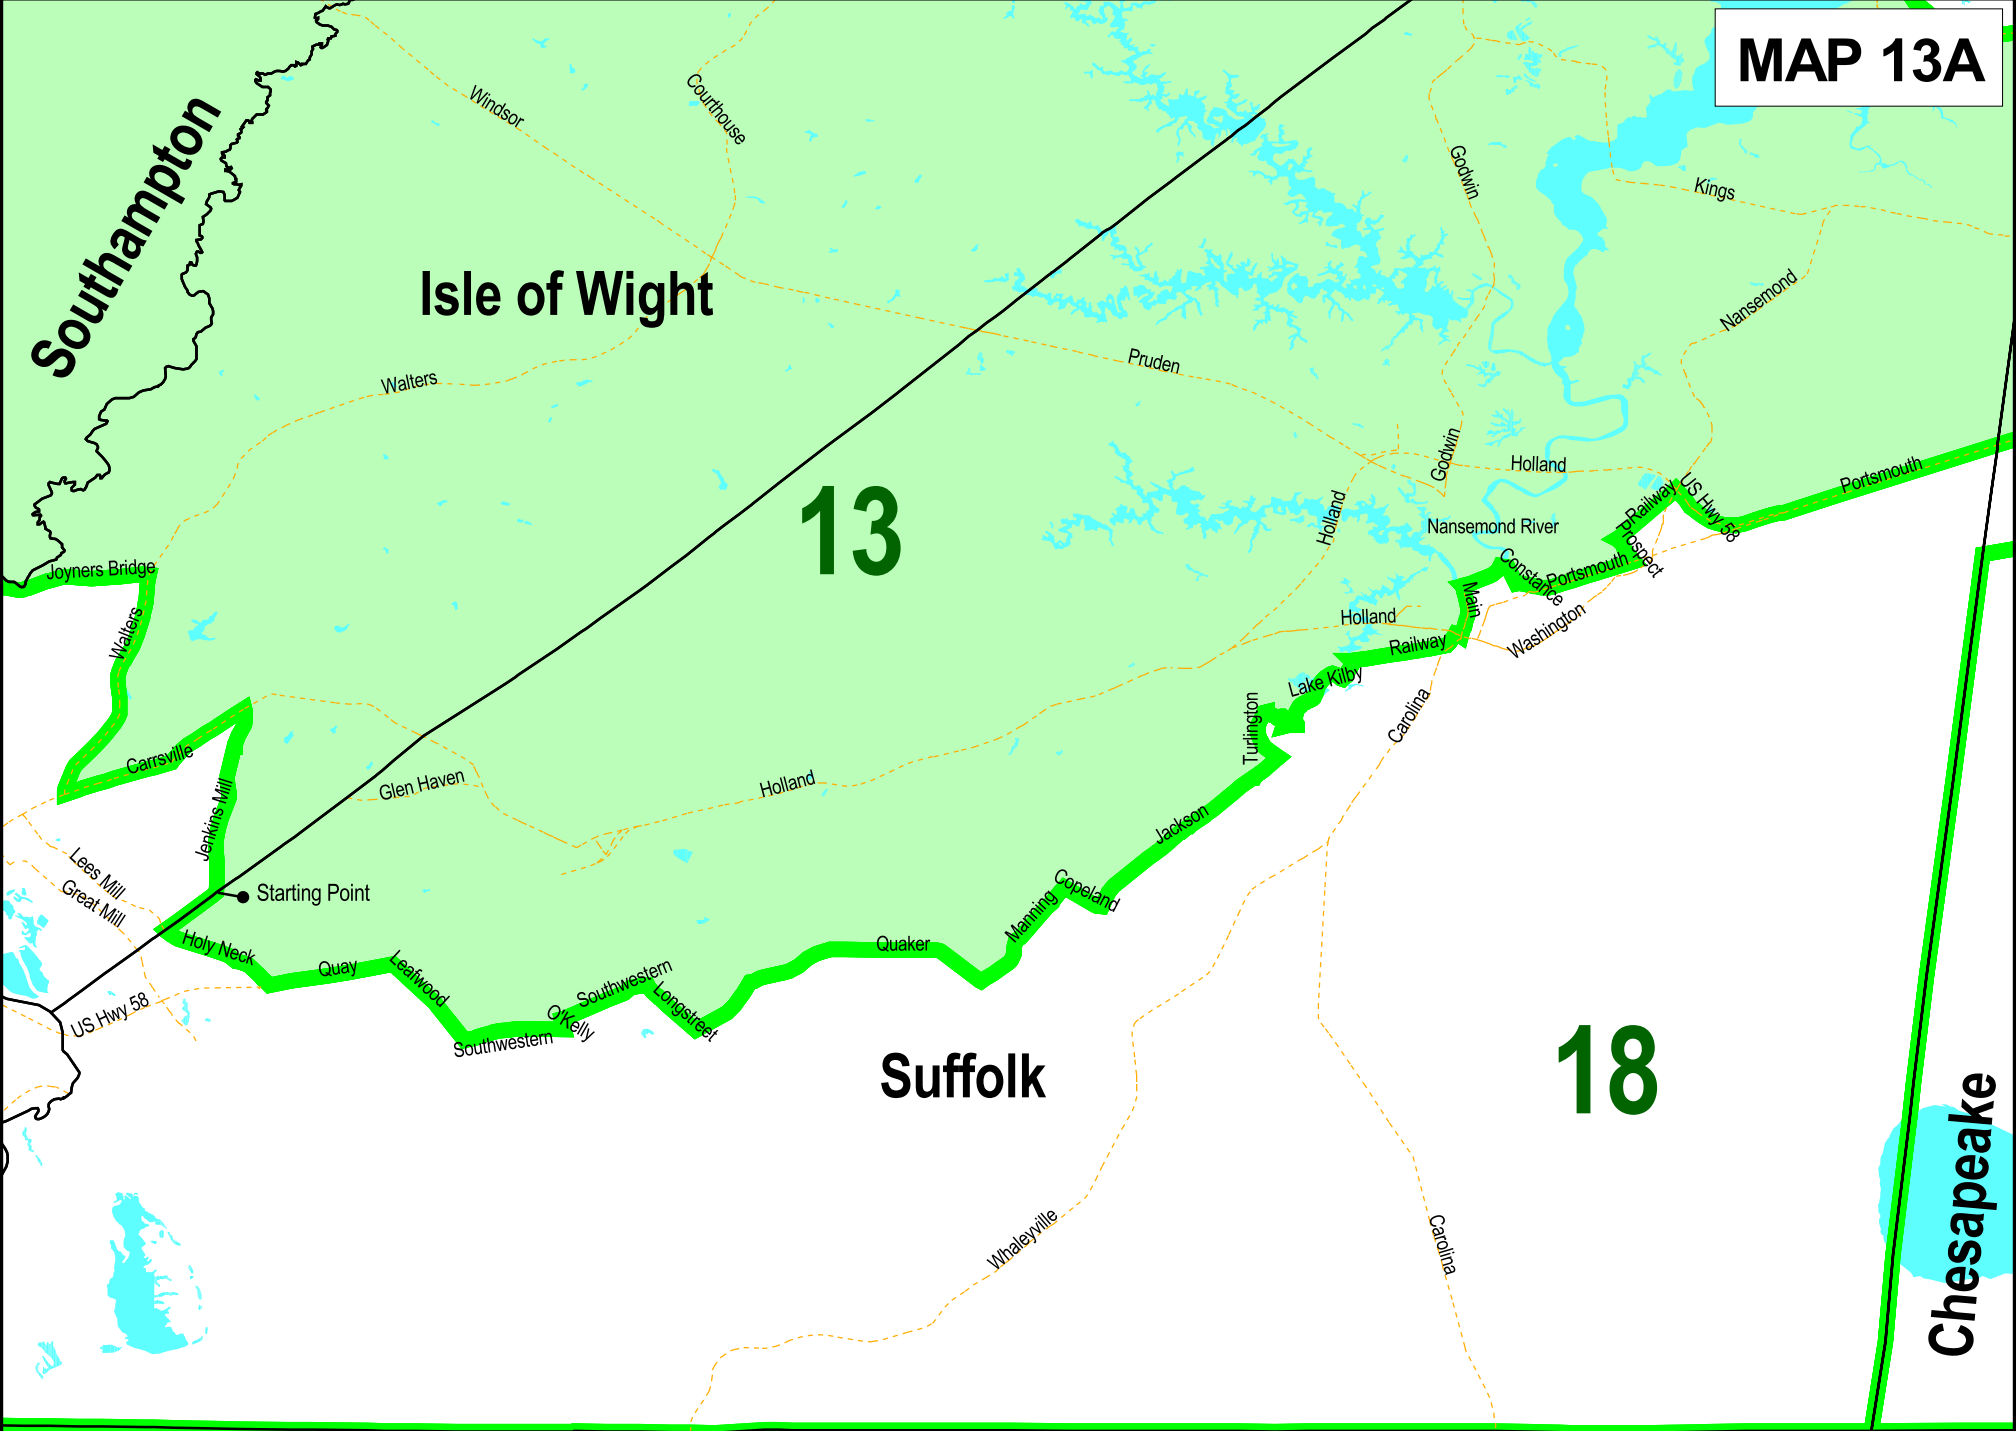 MAP 13A
Windsor
Courthouse
Southampton
Godwin
Kings
Isle of Wight
Nansemond
Pruden
Walters
Godwin
Holland
Portsmouth
13
Holland
Railway
US Hwy 58
Nansemond River
Prospect
Joyners Bridge
Constance
Portsmouth
Main
Walters
Holland
Washington
Railway
Lake Kilby
Turlington
Carolina
Carrsville
Glen Haven
Holland
Jenkins Mill
Jackson
Lees Mill
Great Mill
Starting Point
Copeland
Manning
Holy Neck
Quay
Leafwood
Quaker
Southwestern
Longstreet
US Hwy 58
O'Kelly
Southwestern
Suffolk
18
Chesapeake
Whaleyville
Carolina